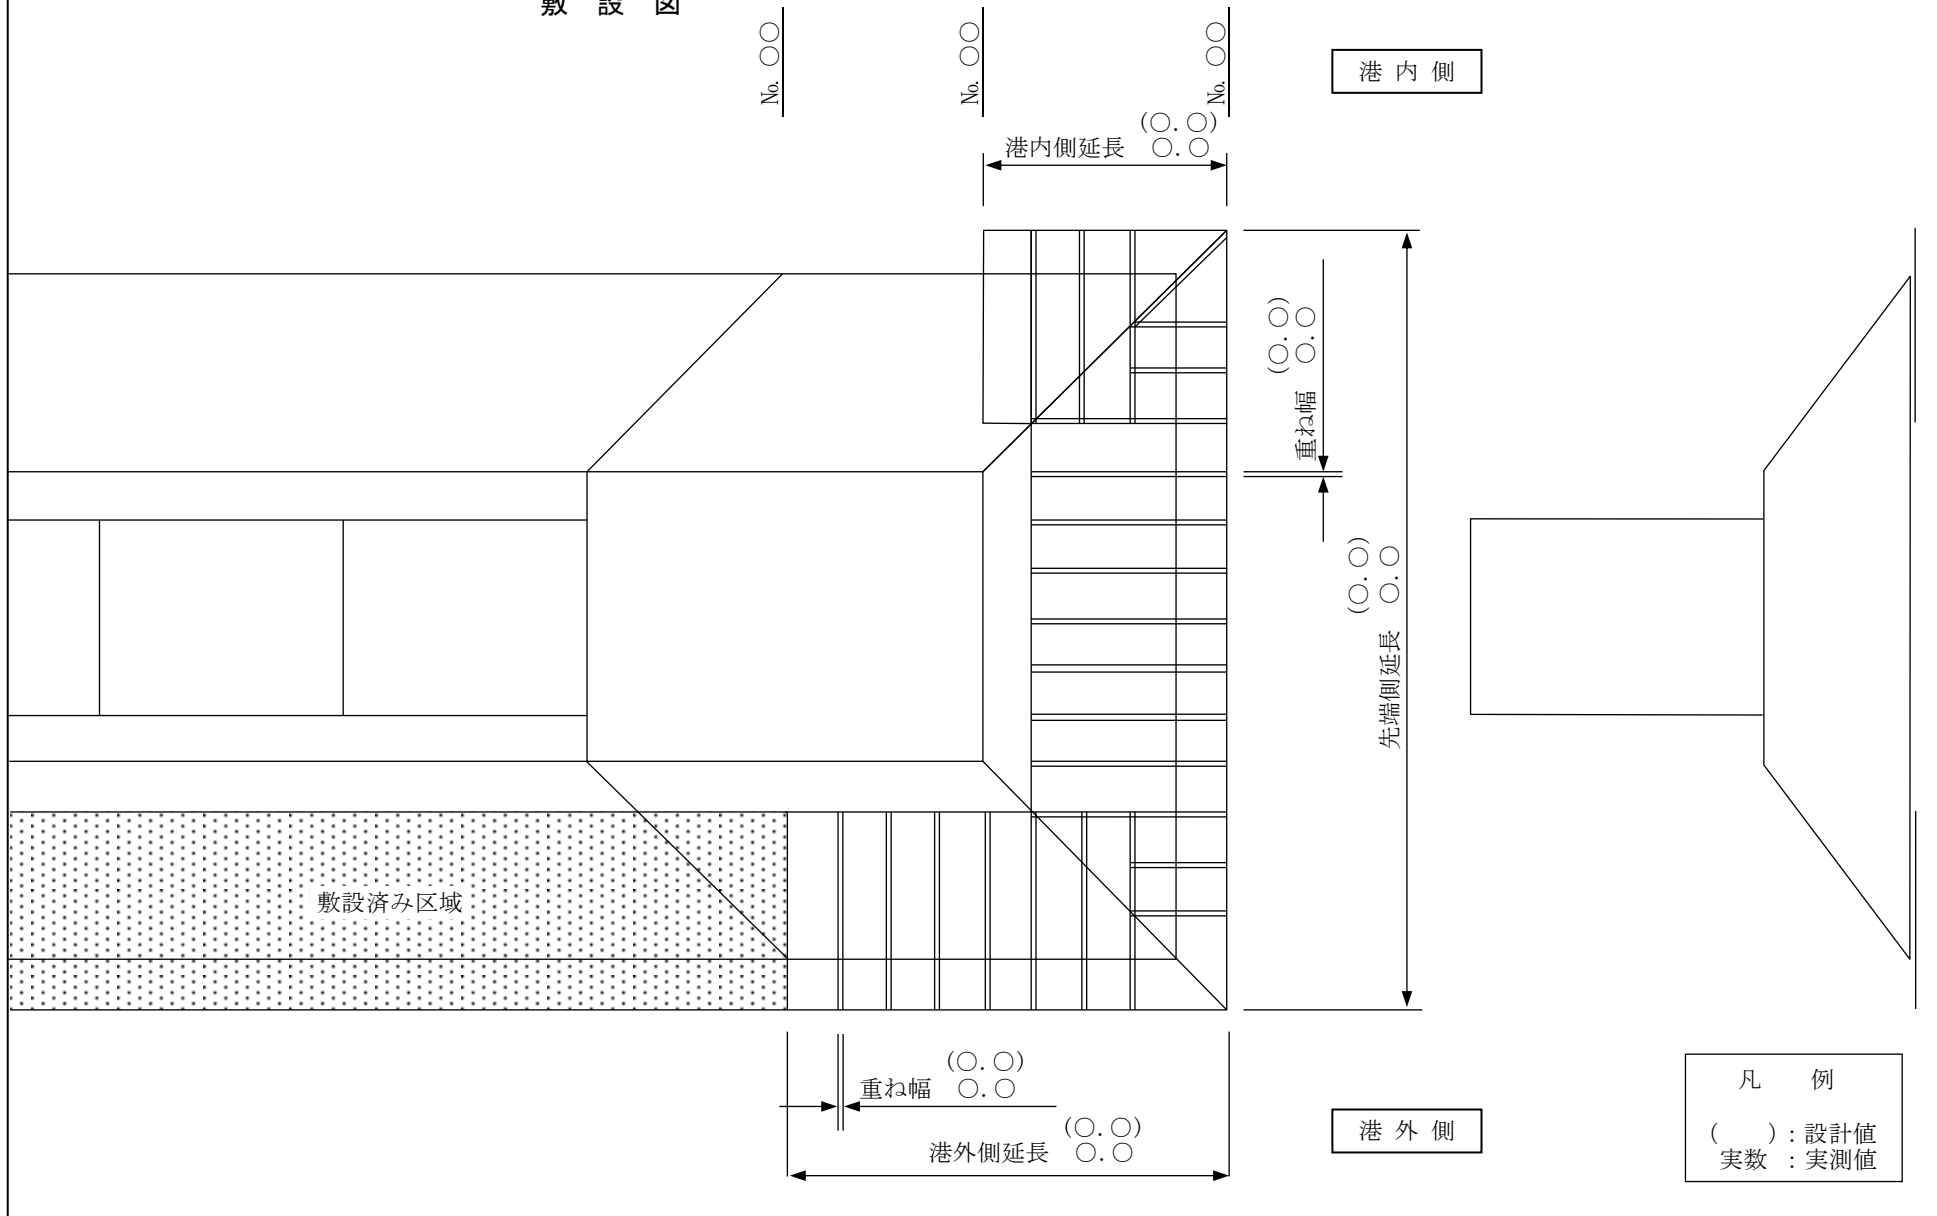 敷 設 図
No. ○○
No. ○○
No. ○○
港 内 側
(○.○)
港内側延長 ○.○
(○.○)
重ね幅 ○.○
(○.○)
先端側延長 ○.○
敷設済み区域
(○.○)
重ね幅 ○.○
(○.○)
港外側延長 ○.○
港 外 側
凡 例
( ):設計値
実数 :実測値